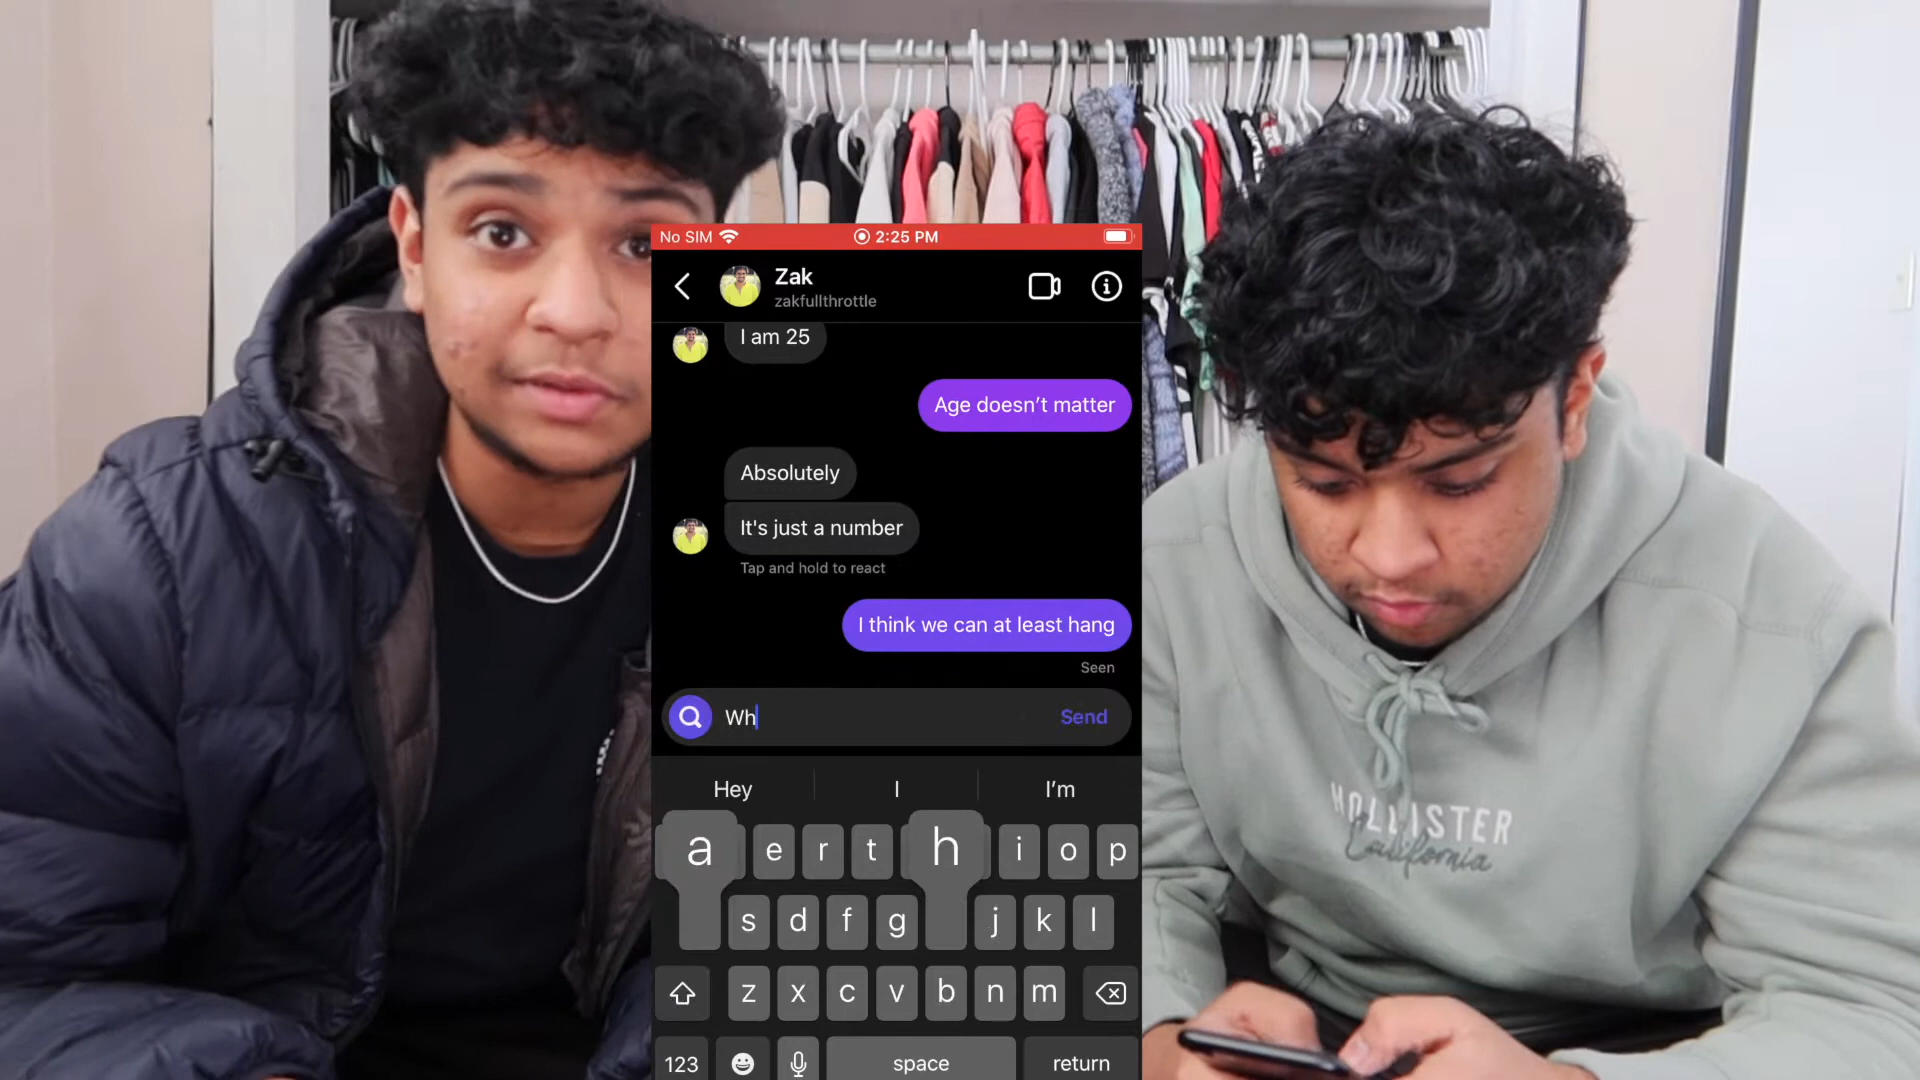 No SIM
2:25 PM
Zak
zakfullthrottle
I am 25
Age doesn’t matter
Absolutely
It's just a number
Tap and hold to react
I think we can at least hang
Seen
Wh
Send
Hey I I’m
a e r t h i o p
s d f g j k l
z x c v b n m
123 space return
HOLLISTER
California